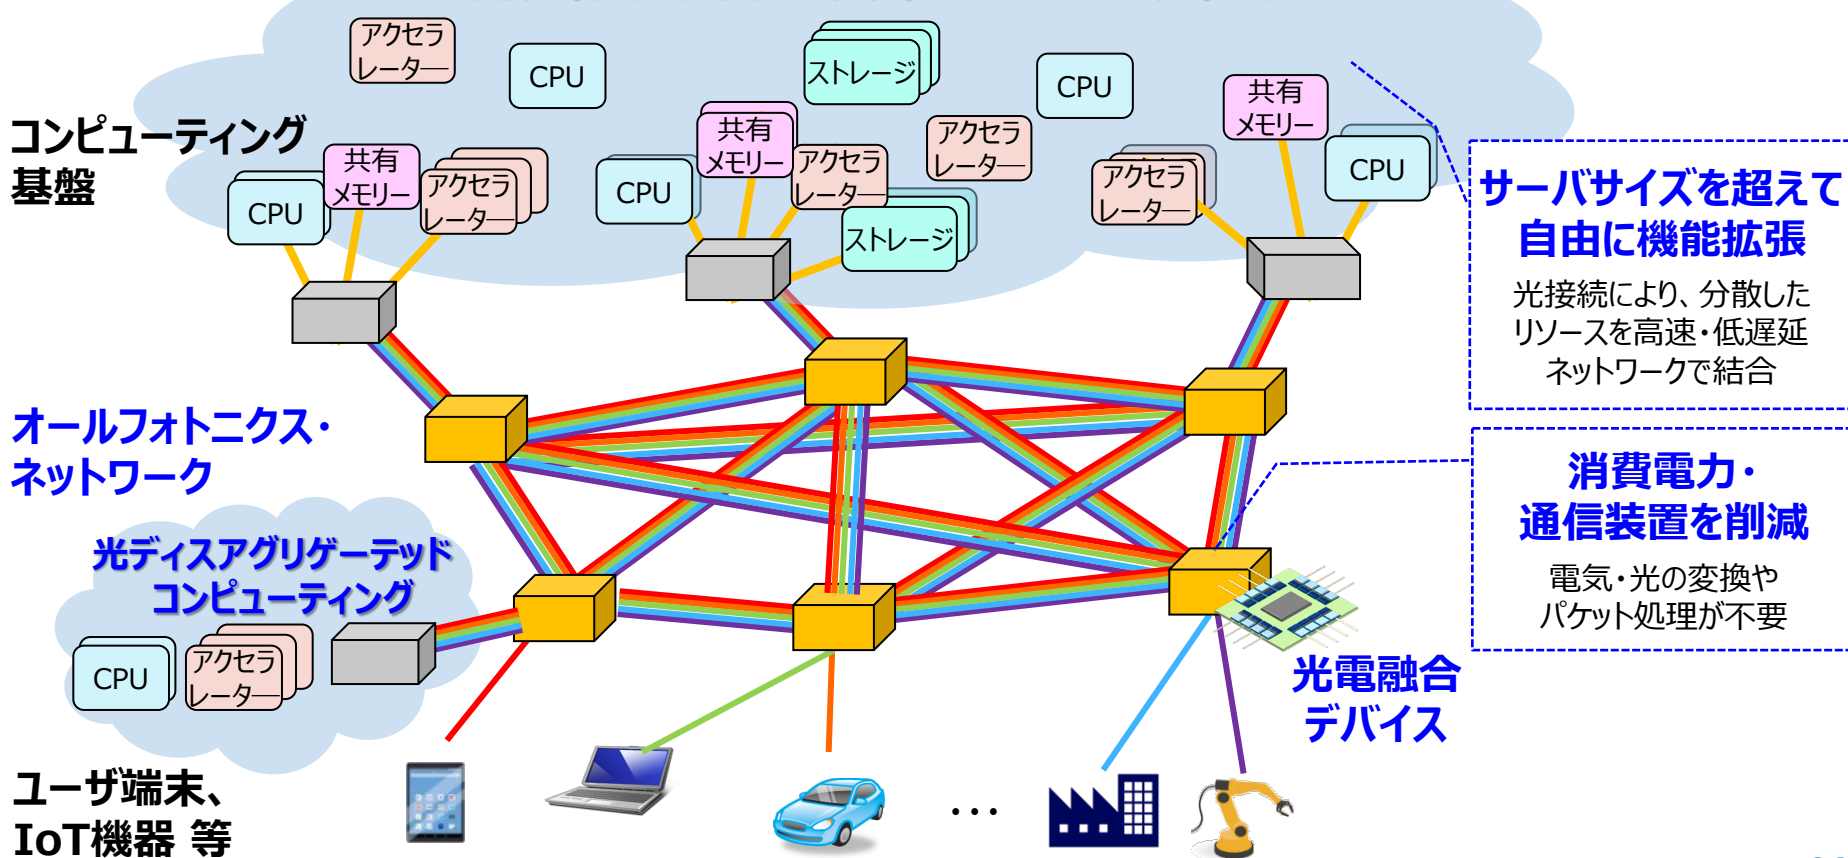 アクセラ
レーター
CPU
ストレージ
CPU
共有
メモリー
コンピューティング
基盤
共有
メモリー
アクセラ
レーター
CPU
共有
メモリー
アクセラ
レーター
CPU
アクセラ
レーター
ストレージ
アクセラ
レーター
CPU
サーバサイズを超えて
自由に機能拡張
光接続により、分散した
リソースを高速・低遅延
ネットワークで結合
オールフォトニクス・
ネットワーク
消費電力・
通信装置を削減
電気・光の変換や
パケット処理が不要
光ディスアグリゲーテッド
コンピューティング
CPU
アクセラ
レーター
光電融合
デバイス
ユーザ端末、
IoT機器 等
…